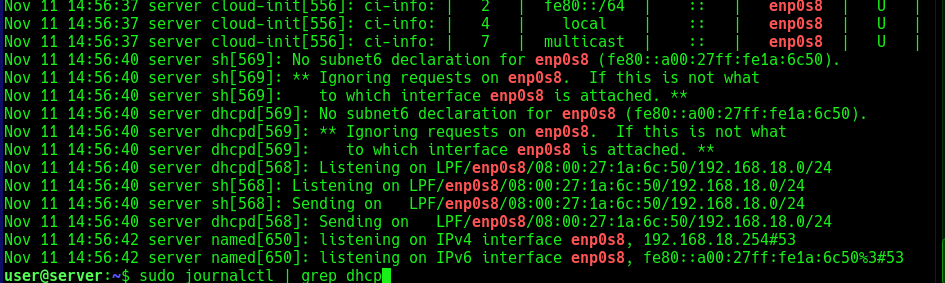 Nov 11 14:56:37 server cloud-init[556]: ci-info: |   2   |  fe80::/64  |    ::   |   enp0s8  |   U   |
Nov 11 14:56:37 server cloud-init[556]: ci-info: |   4   |    local    |    ::   |   enp0s8  |   U   |
Nov 11 14:56:37 server cloud-init[556]: ci-info: |   7   |  multicast  |    ::   |   enp0s8  |   U   |
Nov 11 14:56:40 server sh[569]: No subnet6 declaration for enp0s8 (fe80::a00:27ff:fe1a:6c50).
Nov 11 14:56:40 server sh[569]: ** Ignoring requests on enp0s8.  If this is not what
Nov 11 14:56:40 server sh[569]:    to which interface enp0s8 is attached. **
Nov 11 14:56:40 server dhcpd[569]: No subnet6 declaration for enp0s8 (fe80::a00:27ff:fe1a:6c50).
Nov 11 14:56:40 server dhcpd[569]: ** Ignoring requests on enp0s8.  If this is not what
Nov 11 14:56:40 server dhcpd[569]:    to which interface enp0s8 is attached. **
Nov 11 14:56:40 server dhcpd[568]: Listening on LPF/enp0s8/08:00:27:1a:6c:50/192.168.18.0/24
Nov 11 14:56:40 server sh[568]: Listening on LPF/enp0s8/08:00:27:1a:6c:50/192.168.18.0/24
Nov 11 14:56:40 server sh[568]: Sending on   LPF/enp0s8/08:00:27:1a:6c:50/192.168.18.0/24
Nov 11 14:56:40 server dhcpd[568]: Sending on   LPF/enp0s8/08:00:27:1a:6c:50/192.168.18.0/24
Nov 11 14:56:42 server named[650]: listening on IPv4 interface enp0s8, 192.168.18.254#53
Nov 11 14:56:42 server named[650]: listening on IPv6 interface enp0s8, fe80::a00:27ff:fe1a:6c50%3#53
user@server:~$ sudo journalctl | grep dhcp